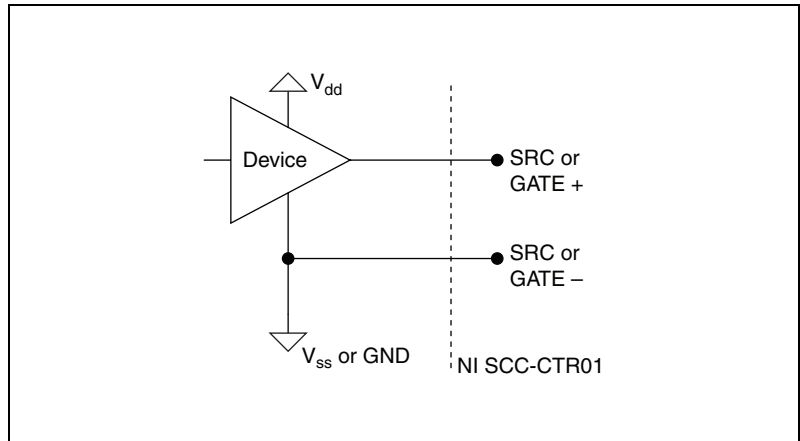 V_dd
Device
SRC or
GATE +
SRC or
GATE –
V_ss or GND
NI SCC-CTR01